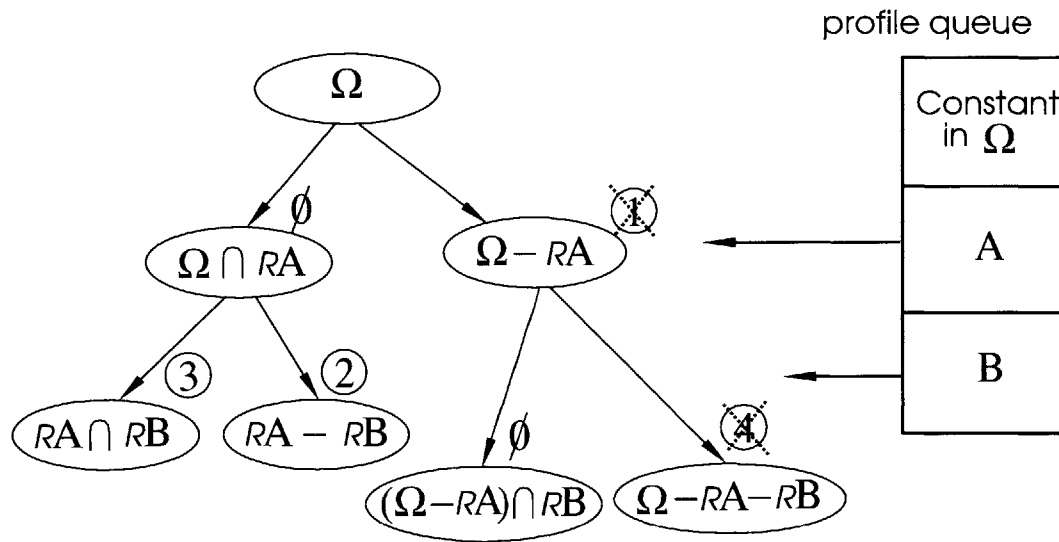 profile queue
Ω
Constant
in Ω
∅
1
Ω ∩ RA
Ω − RA
A
3
2
B
RA ∩ RB
RA − RB
∅
4
(Ω−RA)∩RB
Ω−RA−RB